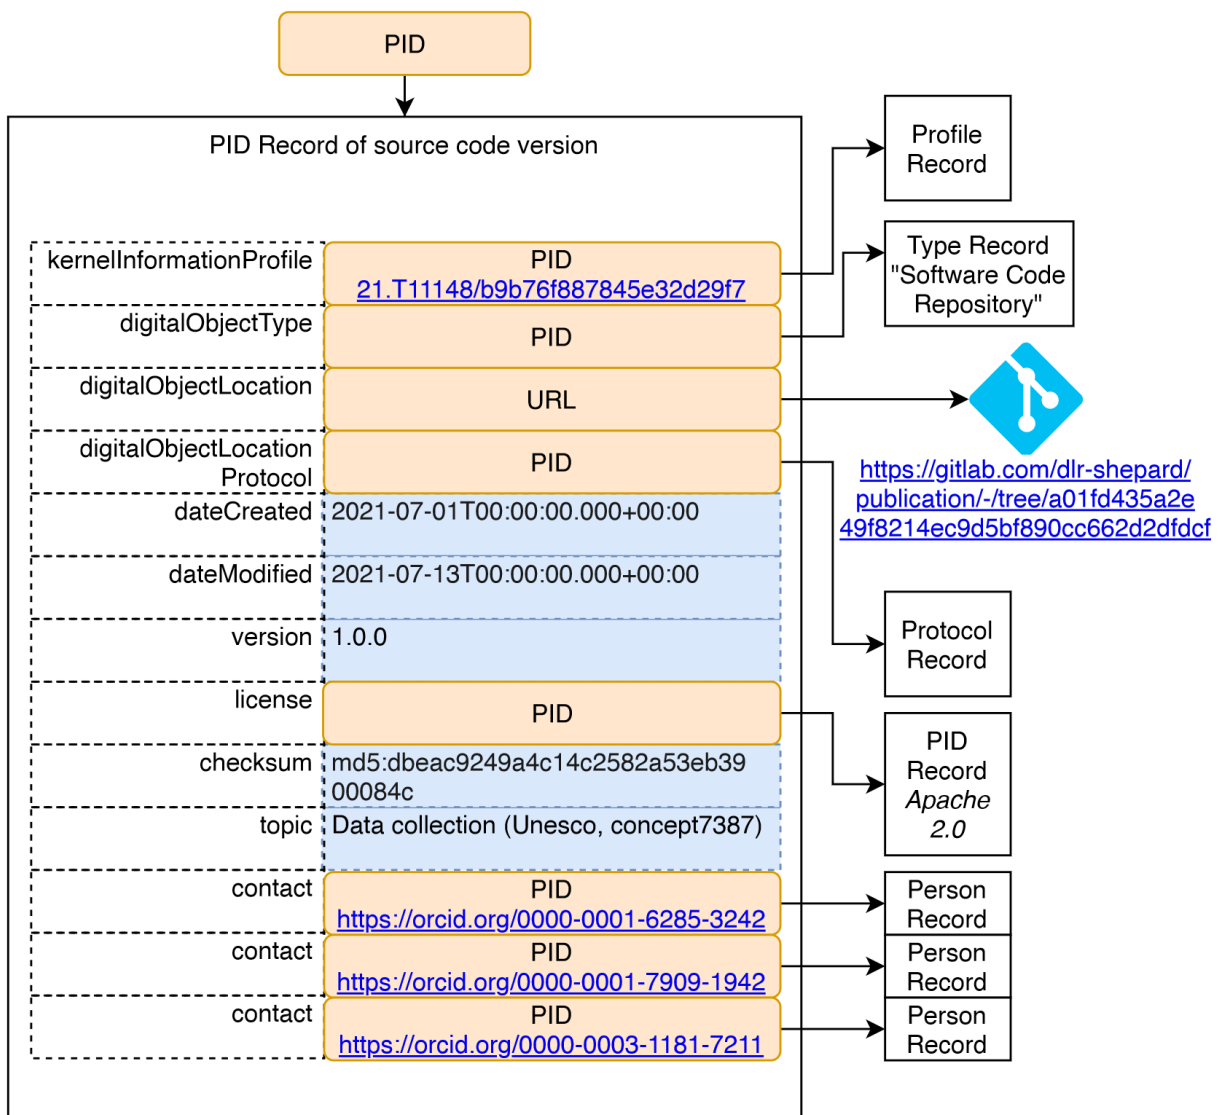 PID
PID Record of source code version
Profile
Record
kernelInformationProfile
PID
21.T11148/b9b76f887845e32d29f7
Type Record
"Software Code
Repository"
digitalObjectType
PID
digitalObjectLocation
URL
https://gitlab.com/dlr-shepard/
publication/-/tree/a01fd435a2e
49f8214ec9d5bf890cc662d2dfdcf
digitalObjectLocation
Protocol
PID
dateCreated
2021-07-01T00:00:00.000+00:00
dateModified
2021-07-13T00:00:00.000+00:00
version
1.0.0
Protocol
Record
license
PID
PID
Record
Apache
2.0
checksum
md5:dbeac9249a4c14c2582a53eb39
00084c
topic
Data collection (Unesco, concept7387)
contact
PID
https://orcid.org/0000-0001-6285-3242
Person
Record
contact
PID
https://orcid.org/0000-0001-7909-1942
Person
Record
contact
PID
https://orcid.org/0000-0003-1181-7211
Person
Record